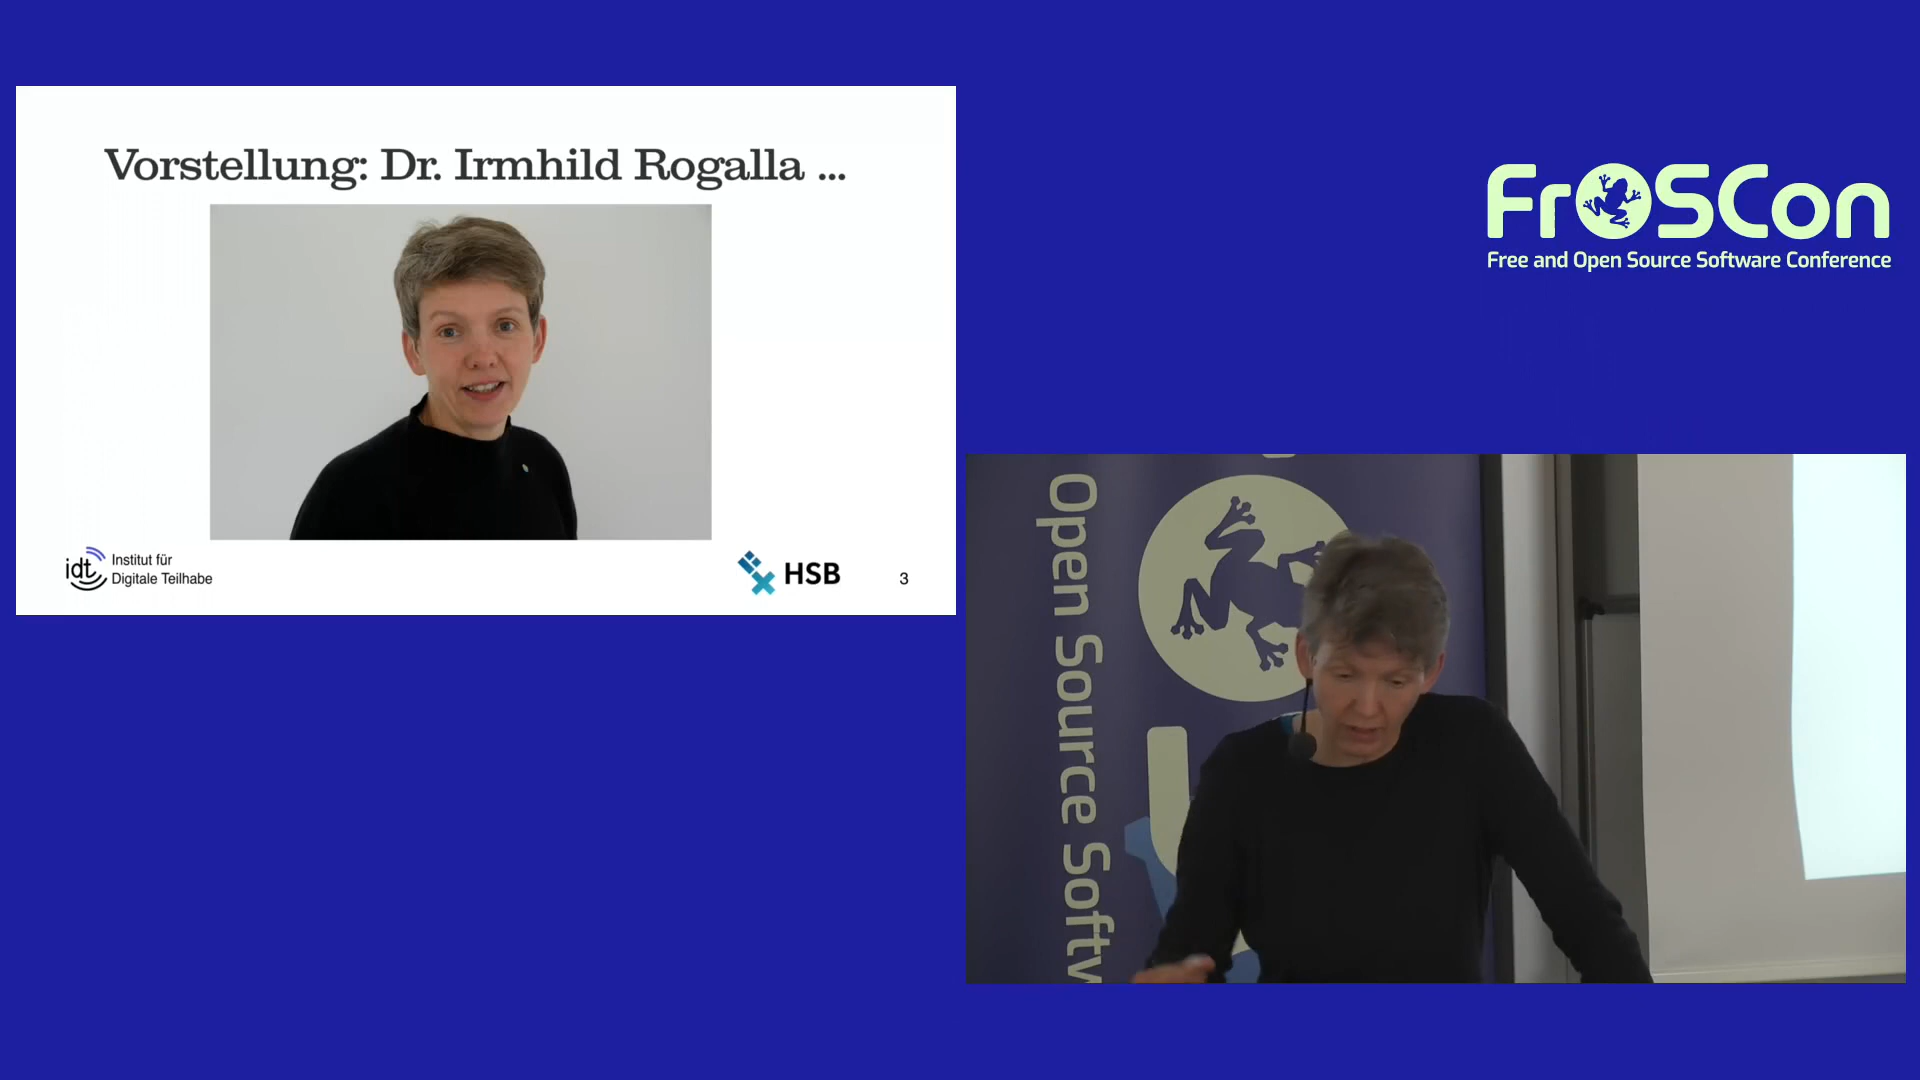 Vorstellung: Dr. Irmhild Rogalla ...
idt Institut für
Digitale Teilhabe
HSB
3
FrOSCon
Free and Open Source Software Conference
Open Source Softw